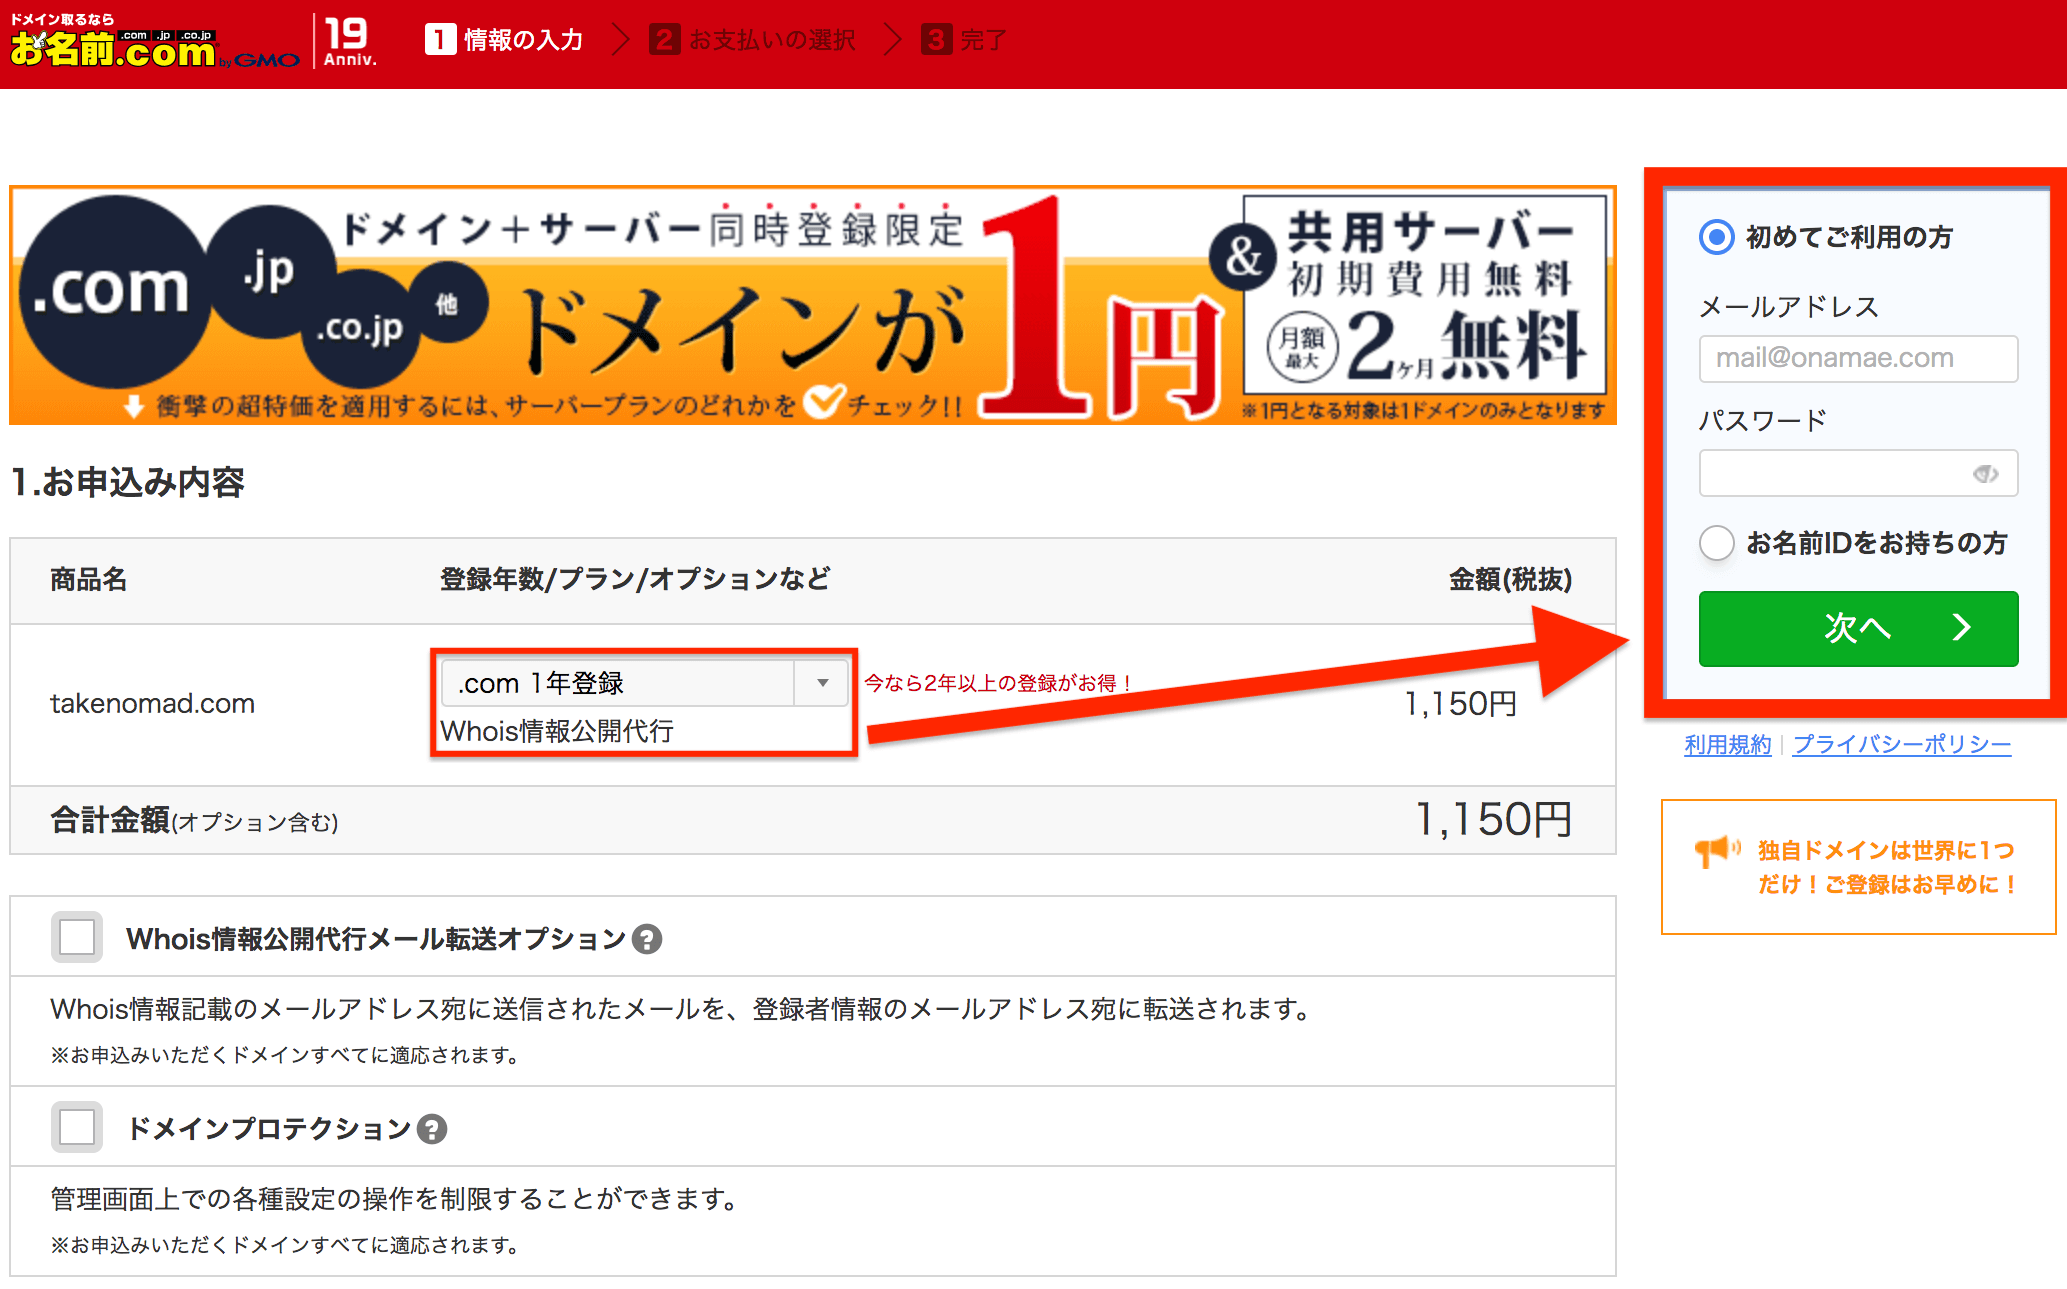 ドメイン取るなら
お名前.com
.com .jp .co.jp
by GMO
19
Anniv.
1 情報の入力
2 お支払いの選択
3 完了
.com
.jp
.co.jp
他
ドメイン＋サーバー同時登録限定
ドメインが1円
衝撃の超特価を適用するには、サーバープランのどれかをチェック!!
&
共用サーバー
初期費用無料
月額最大
2ヶ月無料
※1円となる対象は1ドメインのみとなります
1.お申込み内容
商品名
登録年数/プラン/オプションなど
金額(税抜)
takenomad.com
.com 1年登録
今なら2年以上の登録がお得！
Whois情報公開代行
1,150円
合計金額(オプション含む)
1,150円
Whois情報公開代行メール転送オプション ?
Whois情報記載のメールアドレス宛に送信されたメールを、登録者情報のメールアドレス宛に転送されます。
※お申込みいただくドメインすべてに適応されます。
ドメインプロテクション ?
管理画面上での各種設定の操作を制限することができます。
※お申込みいただくドメインすべてに適応されます。
初めてご利用の方
メールアドレス
mail@onamae.com
パスワード
お名前IDをお持ちの方
次へ
利用規約 | プライバシーポリシー
独自ドメインは世界に1つ
だけ！ご登録はお早めに！